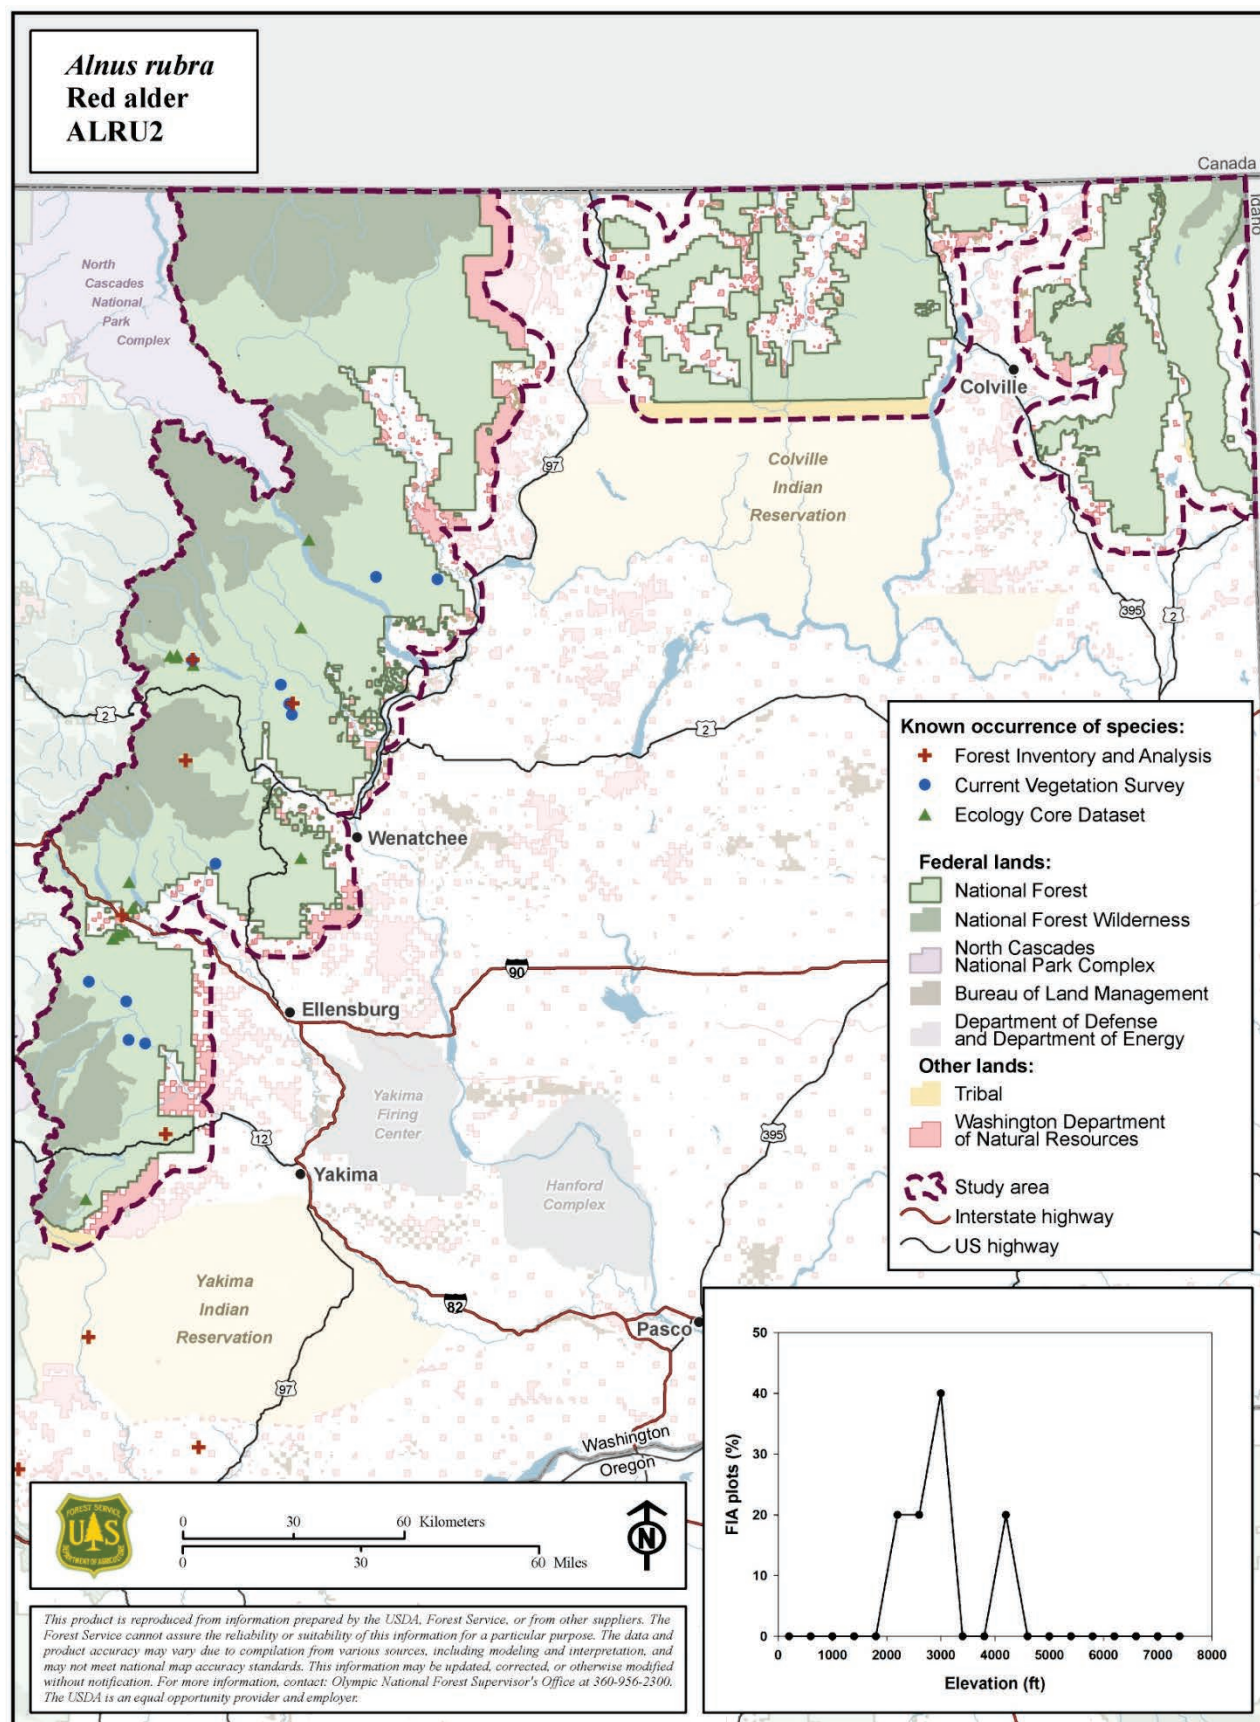 Alnus rubra
Red alder
ALRU2
Canada
Idaho
North
Cascades
National
Park
Complex
Colville
97
Colville
Indian
Reservation
395
2
2
2
Wenatchee
90
Ellensburg
Yakima
Firing
Center
395
12
Yakima
Hanford
Complex
Yakima
Indian
Reservation
82
Pasco
97
Washington
Oregon
Known occurrence of species:
Forest Inventory and Analysis
Current Vegetation Survey
Ecology Core Dataset
Federal lands:
National Forest
National Forest Wilderness
North Cascades
National Park Complex
Bureau of Land Management
Department of Defense
and Department of Energy
Other lands:
Tribal
Washington Department
of Natural Resources
Study area
Interstate highway
US highway
FOREST SERVICE
US
DEPARTMENT OF AGRICULTURE
0 30 60 Kilometers
0 30 60 Miles
N
This product is reproduced from information prepared by the USDA, Forest Service, or from other suppliers. The
Forest Service cannot assure the reliability or suitability of this information for a particular purpose. The data and
product accuracy may vary due to compilation from various sources, including modeling and interpretation, and
may not meet national map accuracy standards. This information may be updated, corrected, or otherwise modified
without notification. For more information, contact: Olympic National Forest Supervisor's Office at 360-956-2300.
The USDA is an equal opportunity provider and employer.
FIA plots (%)
50
40
30
20
10
0
0 1000 2000 3000 4000 5000 6000 7000 8000
Elevation (ft)